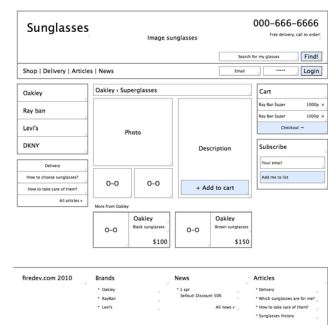 Sunglasses
Image sunglasses
000-666-6666
Free delivery, call to order!
Search for my glasses
Find!
Shop | Delivery | Articles | News
Email
*****
Login
Oakley
Ray ban
Levi's
DKNY
Delivery
How to choose sunglasses?
How to take care of them?
All articles »
Oakley › Superglasses
Photo
Description
O-O
O-O
+ Add to cart
More from Oakley
O-O
Oakley
Black sunglasses
$100
O-O
Oakley
Brown sunglasses
$150
Cart
Ray Ban Super 1000p x
Ray Ban Super 1000p x
Checkout →
Subscribe
Your email
Add me to list
firedev.com 2010
Brands
* Oakley
* RayBan
* Levi's
News
* 1 apr
Sellout! Discount 50%
All news »
Articles
* Delivery
* Which sunglasses are for me?
* How to take care of them?
* Sunglasses history